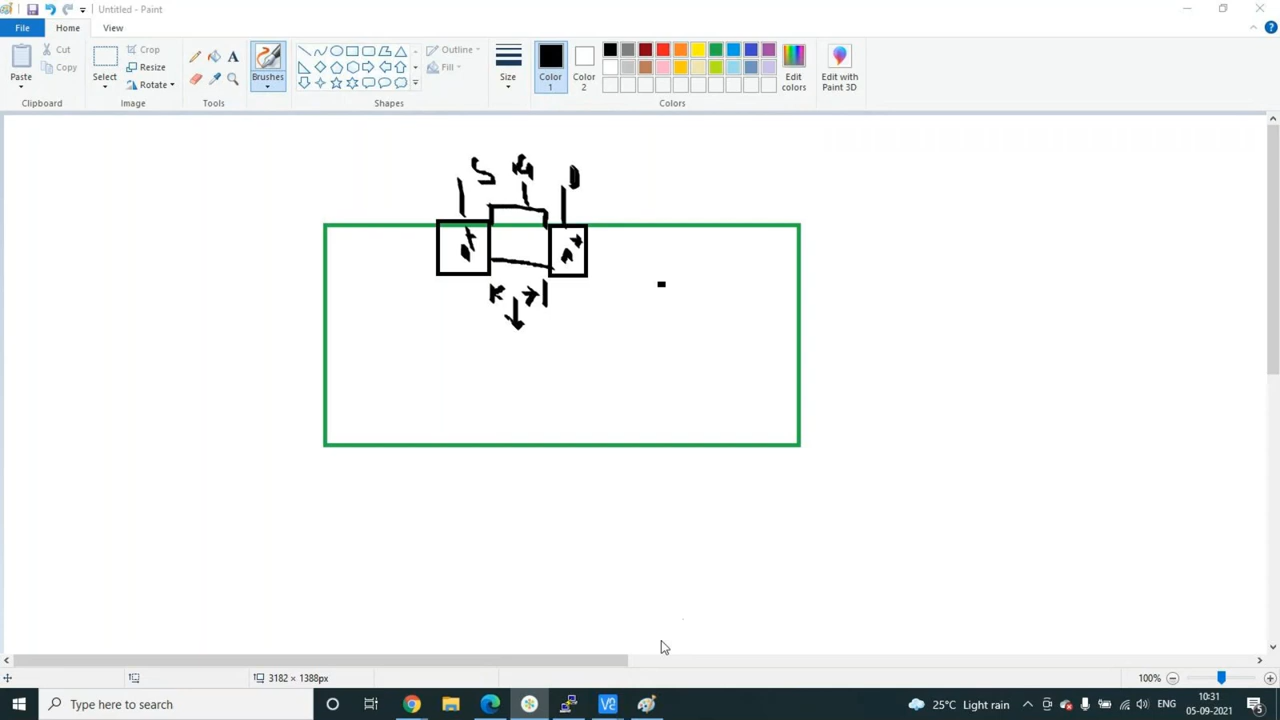 Untitled - Paint
File Home View
Paste
Cut
Copy
Clipboard
Select
Crop
Resize
Rotate
Image
A
Tools
Brushes
Outline
Fill
Shapes
Size
Color 1
Color 2
Edit colors
Colors
Edit with Paint 3D
S G D
n+ n+
3182 × 1388px
100%
Type here to search
25°C Light rain
ENG
10:31
05-09-2021
5